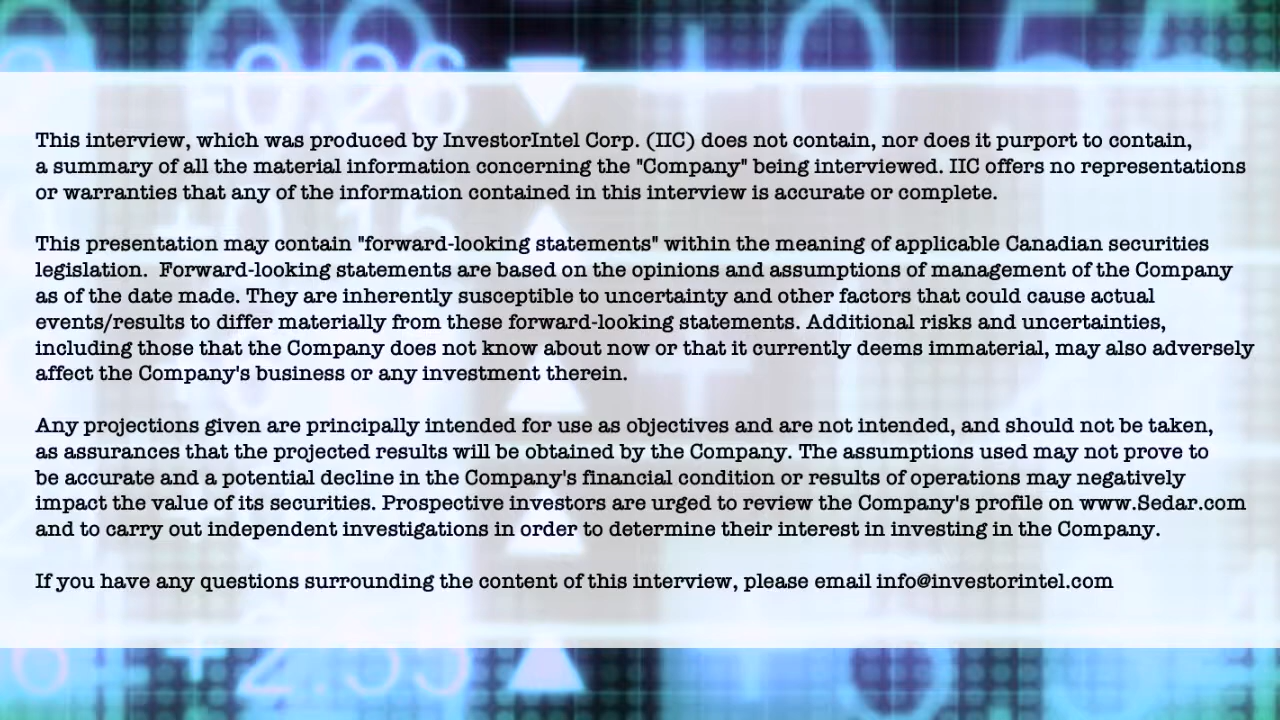 0.26
This interview, which was produced by InvestorIntel Corp. (IIC) does not contain, nor does it purport to contain,
a summary of all the material information concerning the "Company" being interviewed. IIC offers no representations
or warranties that any of the information contained in this interview is accurate or complete.
This presentation may contain "forward-looking statements" within the meaning of applicable Canadian securities
legislation.  Forward-looking statements are based on the opinions and assumptions of management of the Company
as of the date made. They are inherently susceptible to uncertainty and other factors that could cause actual
events/results to differ materially from these forward-looking statements. Additional risks and uncertainties,
including those that the Company does not know about now or that it currently deems immaterial, may also adversely
affect the Company's business or any investment therein.
Any projections given are principally intended for use as objectives and are not intended, and should not be taken,
as assurances that the projected results will be obtained by the Company. The assumptions used may not prove to
be accurate and a potential decline in the Company's financial condition or results of operations may negatively
impact the value of its securities. Prospective investors are urged to review the Company's profile on www.Sedar.com
and to carry out independent investigations in order to determine their interest in investing in the Company.
If you have any questions surrounding the content of this interview, please email info@investorintel.com
+2.55